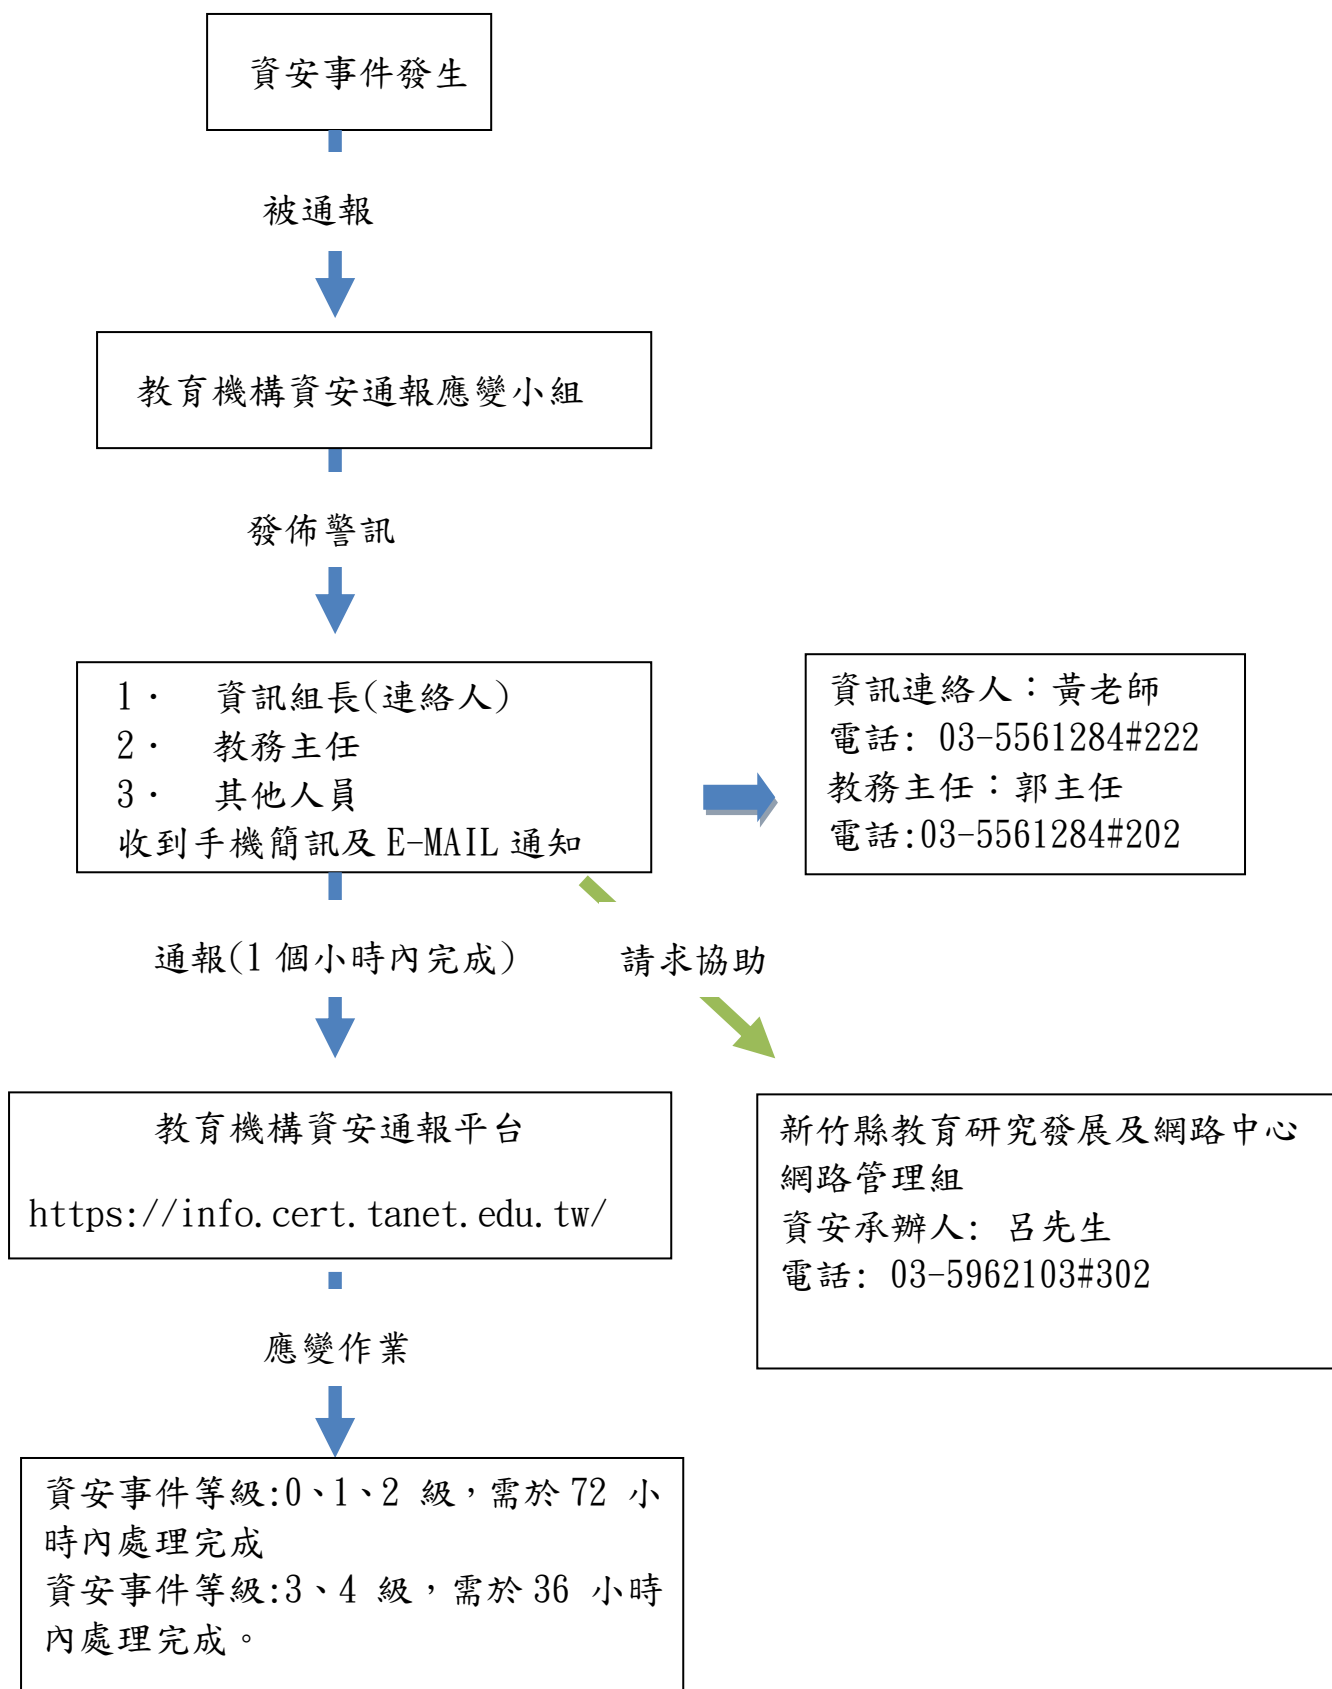 資安事件發生
被通報
教育機構資安通報應變小組
發佈警訊
1. 資訊組長(連絡人)
2. 教務主任
3. 其他人員
收到手機簡訊及 E-MAIL 通知
資訊連絡人：黃老師
電話: 03-5561284#222
教務主任：郭主任
電話:03-5561284#202
通報(1 個小時內完成)
請求協助
教育機構資安通報平台
https://info.cert.tanet.edu.tw/
新竹縣教育研究發展及網路中心
網路管理組
資安承辦人: 呂先生
電話: 03-5962103#302
應變作業
資安事件等級:0、1、2 級，需於 72 小
時內處理完成
資安事件等級:3、4 級，需於 36 小時
內處理完成。